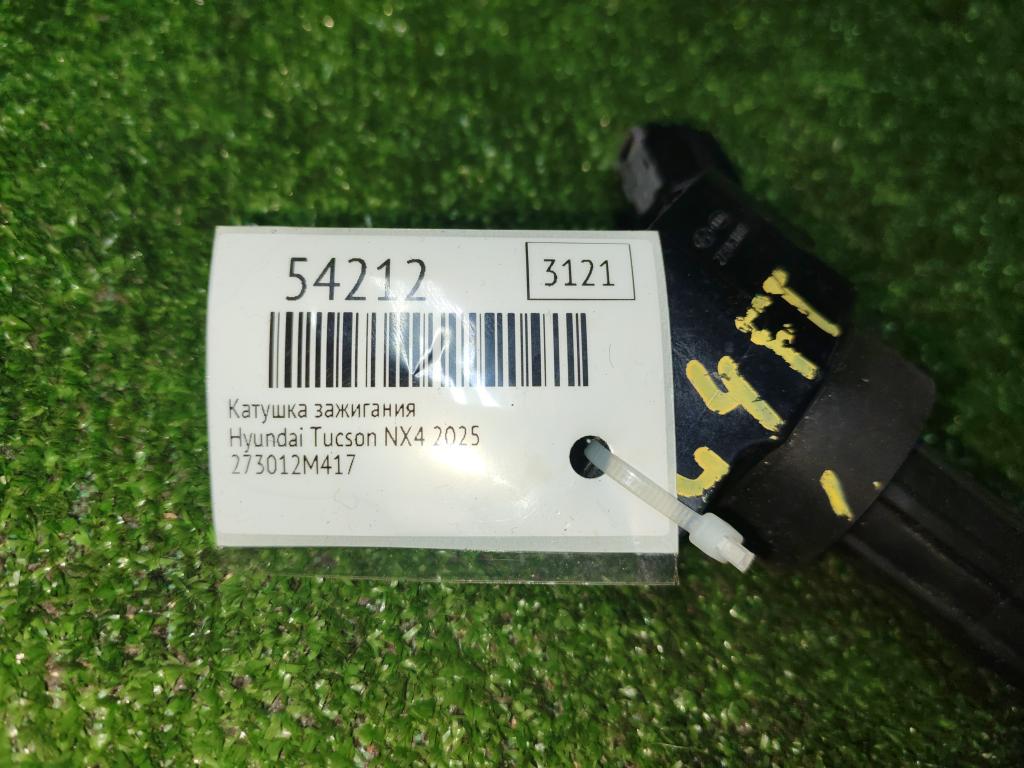 54212
3121
Катушка зажигания
Hyundai Tucson NX4 2025
273012M417